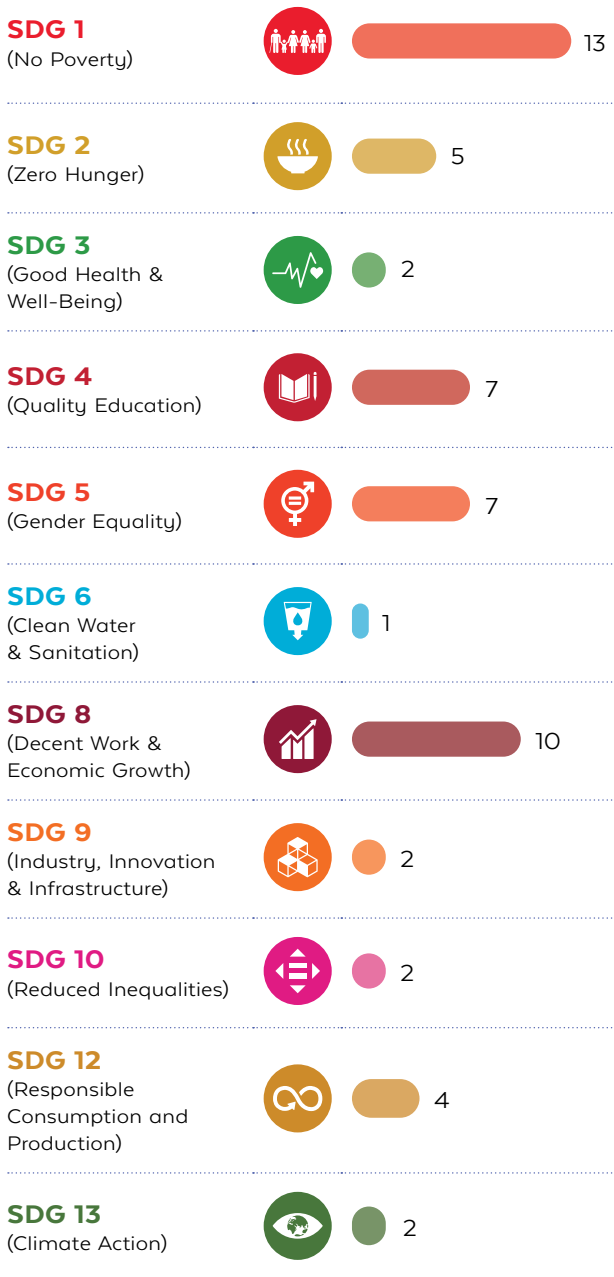 SDG 1
(No Poverty)
13
SDG 2
(Zero Hunger)
5
SDG 3
(Good Health &
Well-Being)
2
SDG 4
(Quality Education)
7
SDG 5
(Gender Equality)
7
SDG 6
(Clean Water
& Sanitation)
1
SDG 8
(Decent Work &
Economic Growth)
10
SDG 9
(Industry, Innovation
& Infrastructure)
2
SDG 10
(Reduced Inequalities)
2
SDG 12
(Responsible
Consumption and
Production)
4
SDG 13
(Climate Action)
2